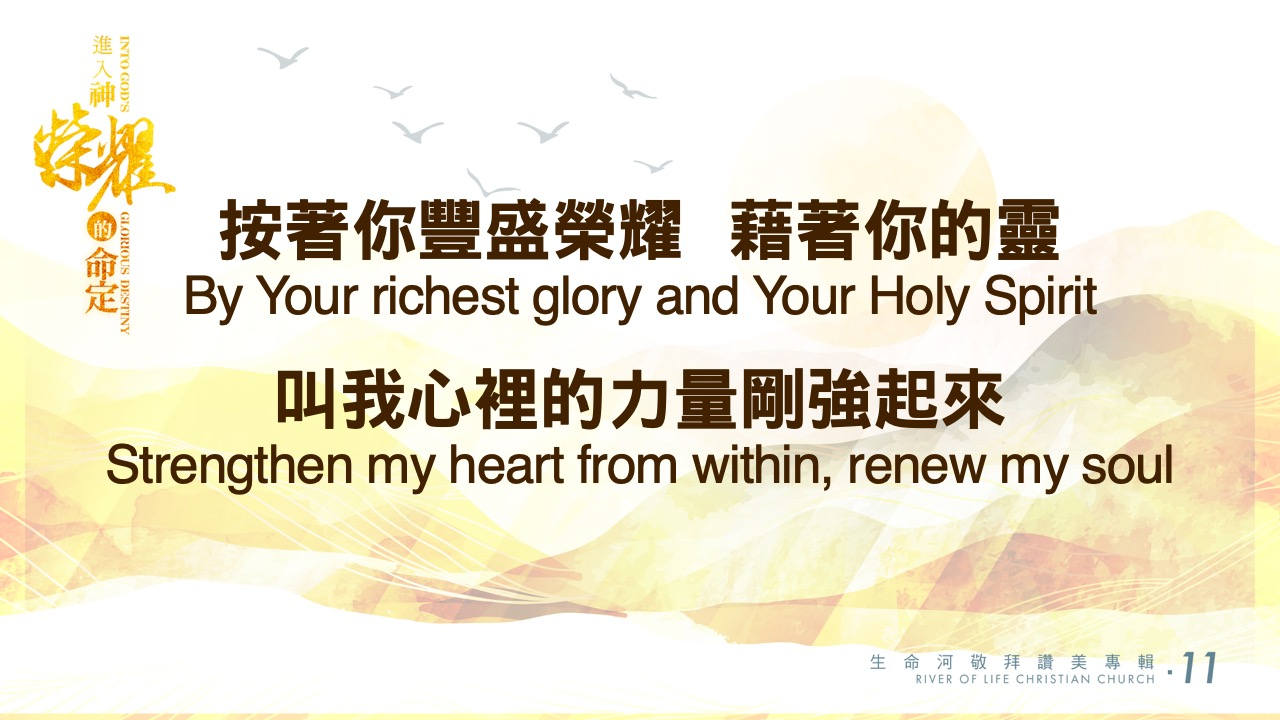 進入神
榮耀
的
命定
INTO GOD'S
GLORIOUS DESTINY
按著你豐盛榮耀 藉著你的靈
By Your richest glory and Your Holy Spirit
叫我心裡的力量剛強起來
Strengthen my heart from within, renew my soul
生命河敬拜讚美專輯 ·11
RIVER OF LIFE CHRISTIAN CHURCH